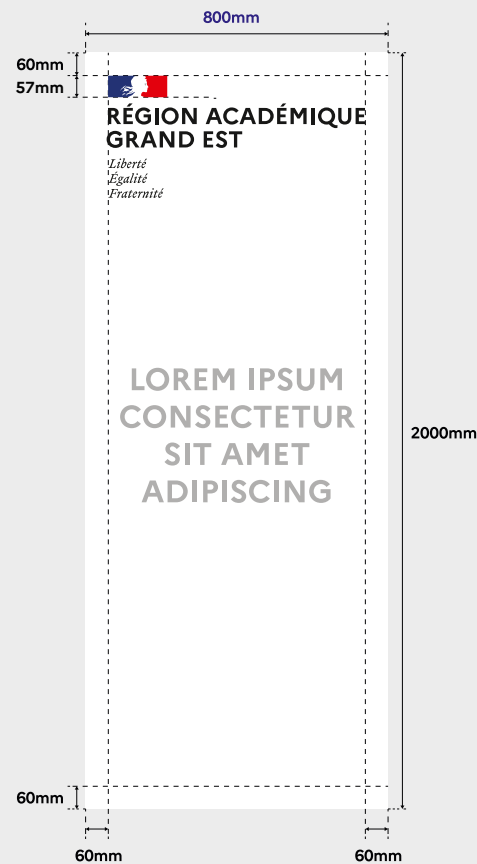 800mm
60mm
57mm
RÉGION ACADÉMIQUE
GRAND EST
Liberté
Égalité
Fraternité
LOREM IPSUM
CONSECTETUR
SIT AMET
ADIPISCING
2000mm
60mm
60mm
60mm